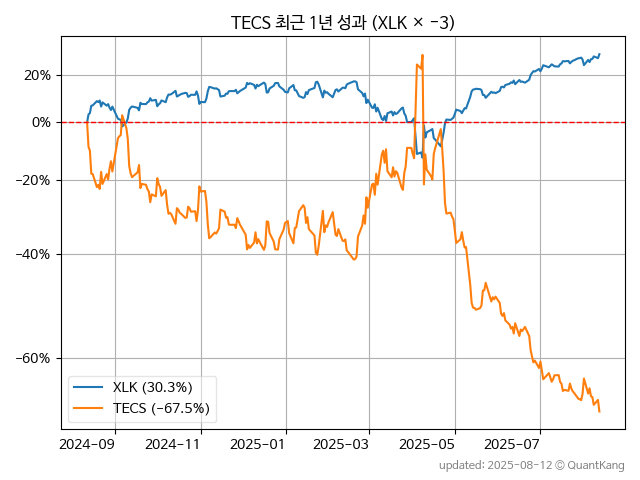 TECS 최근 1년 성과 (XLK × −3)
20%
0%
−20%
−40%
−60%
XLK (30.3%)
TECS (−67.5%)
2024−09 2024−11 2025−01 2025−03 2025−05 2025−07
updated: 2025-08-12 © QuantKang